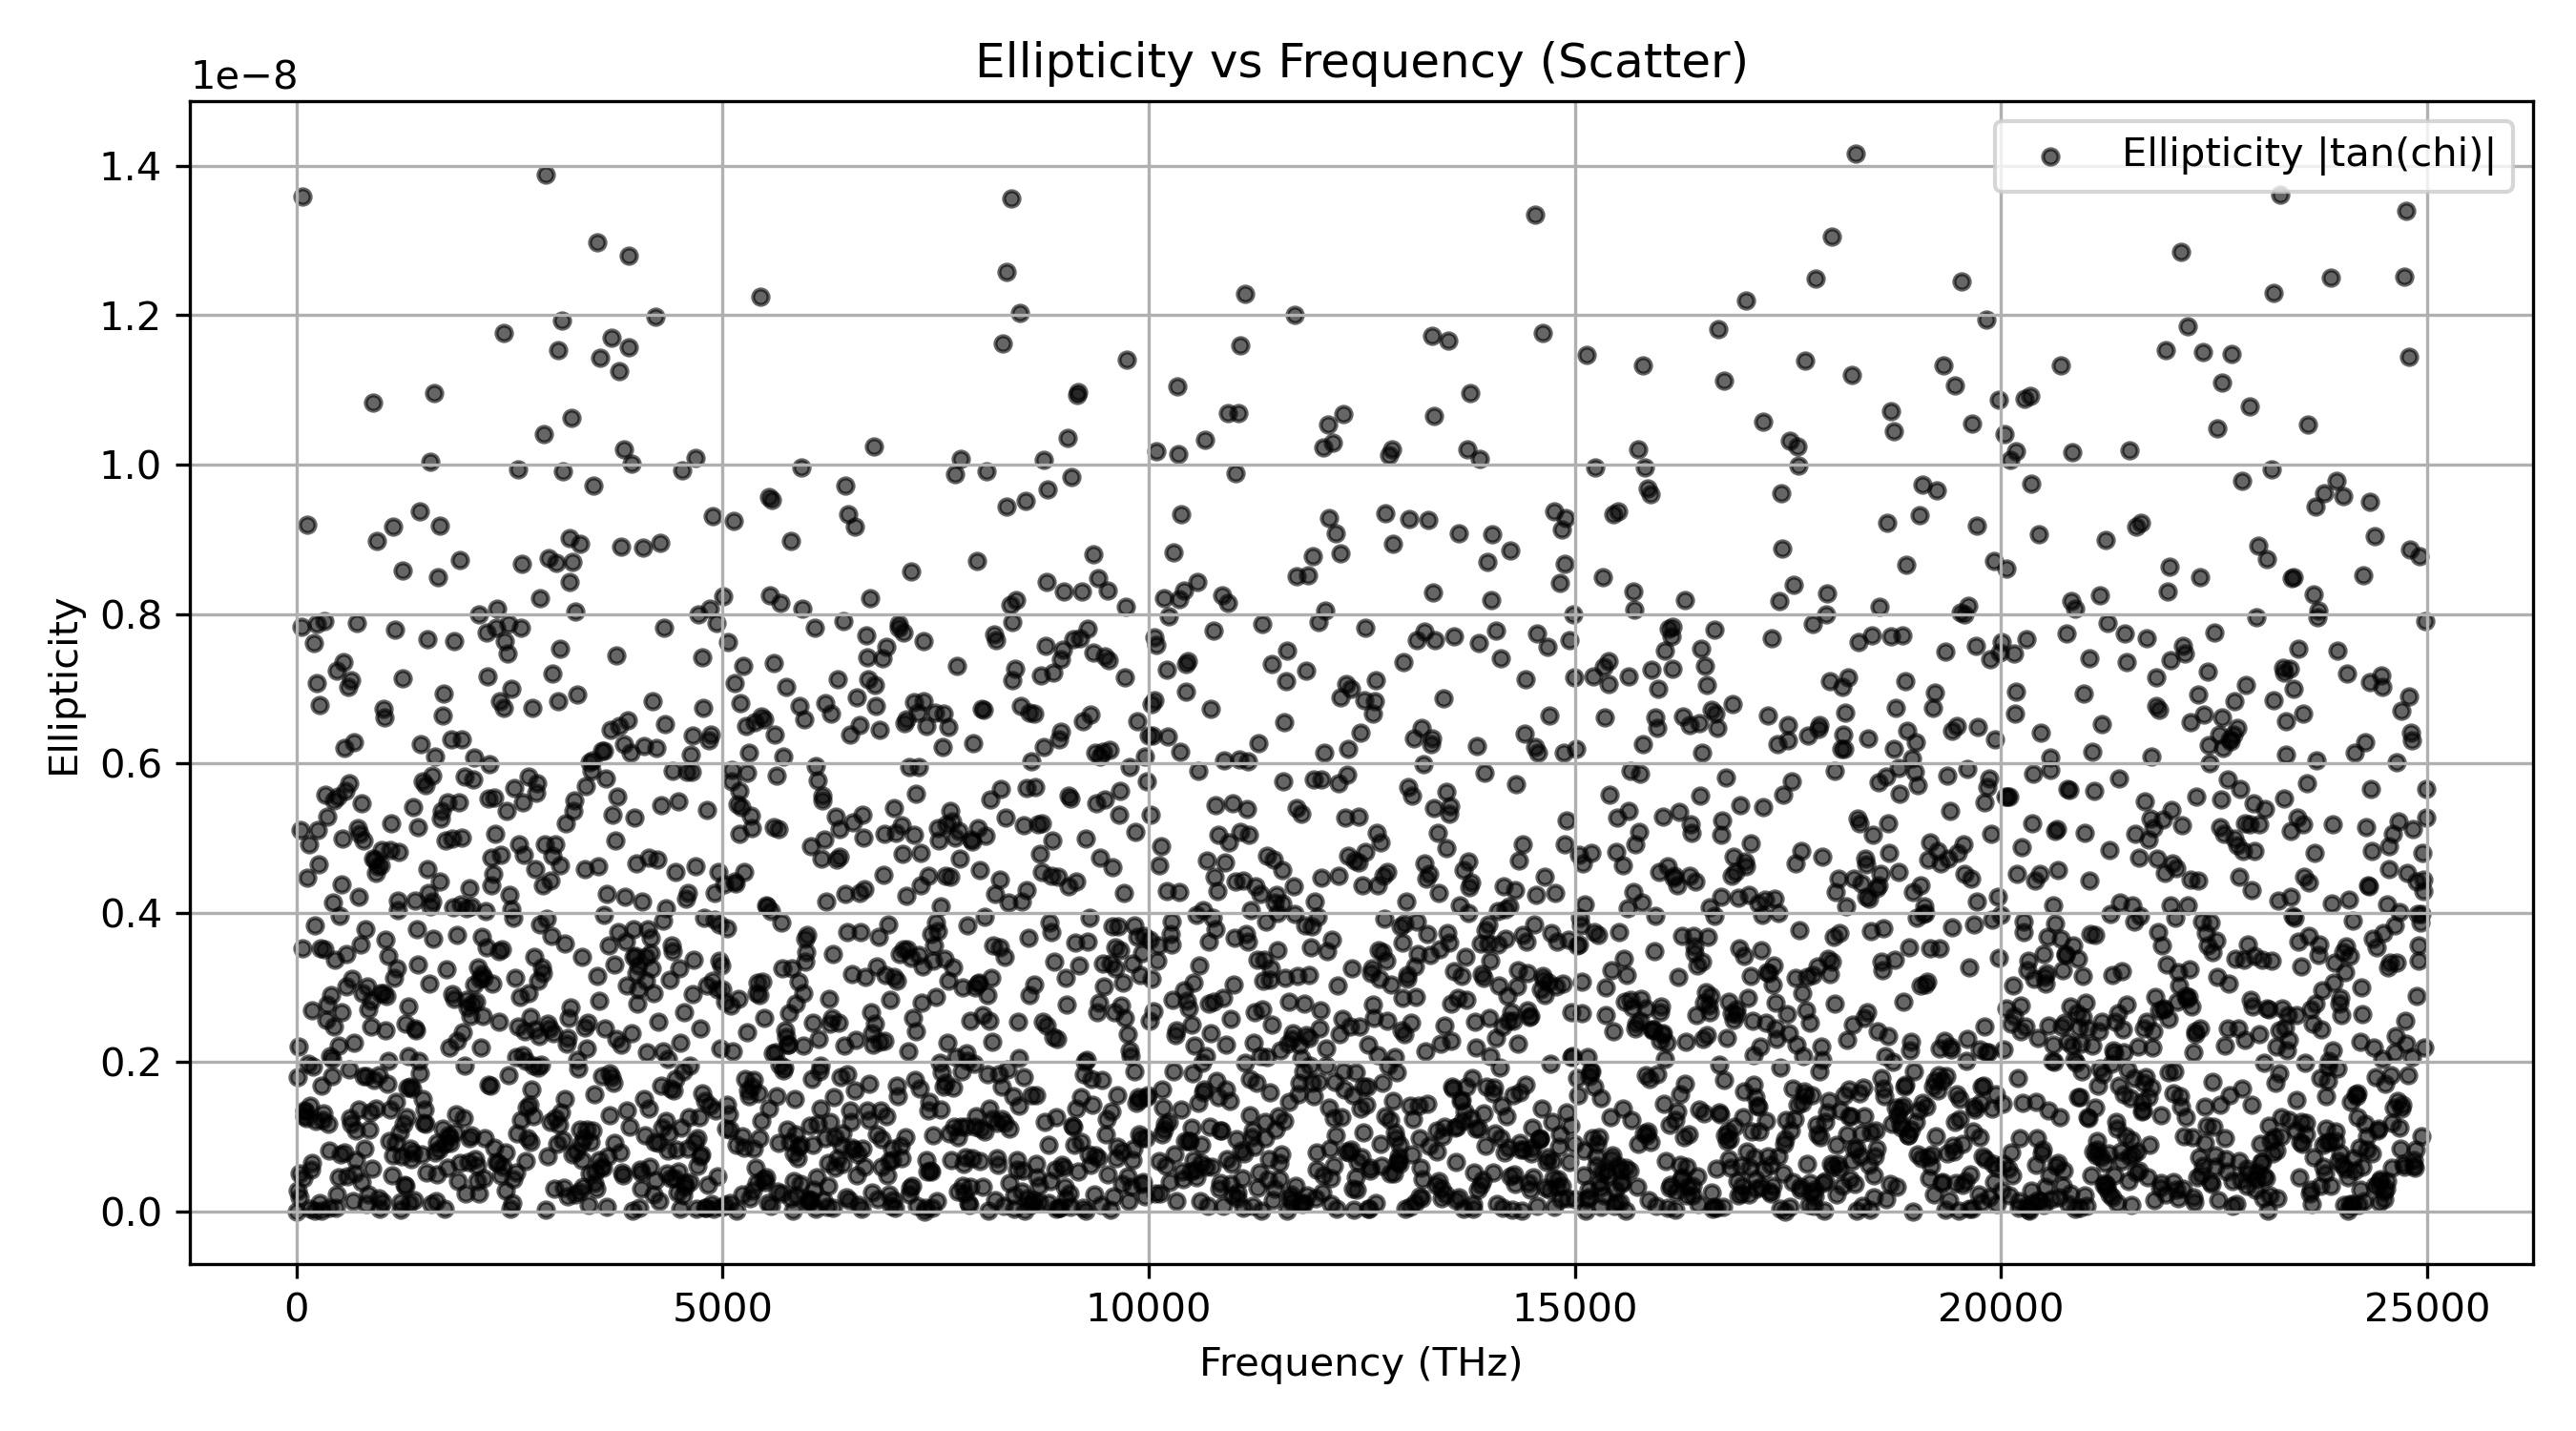 Ellipticity vs Frequency (Scatter)
1e−8
Ellipticity |tan(chi)|
1.4
1.2
1.0
0.8
0.6
0.4
0.2
0.0
Ellipticity
0 5000 10000 15000 20000 25000
Frequency (THz)